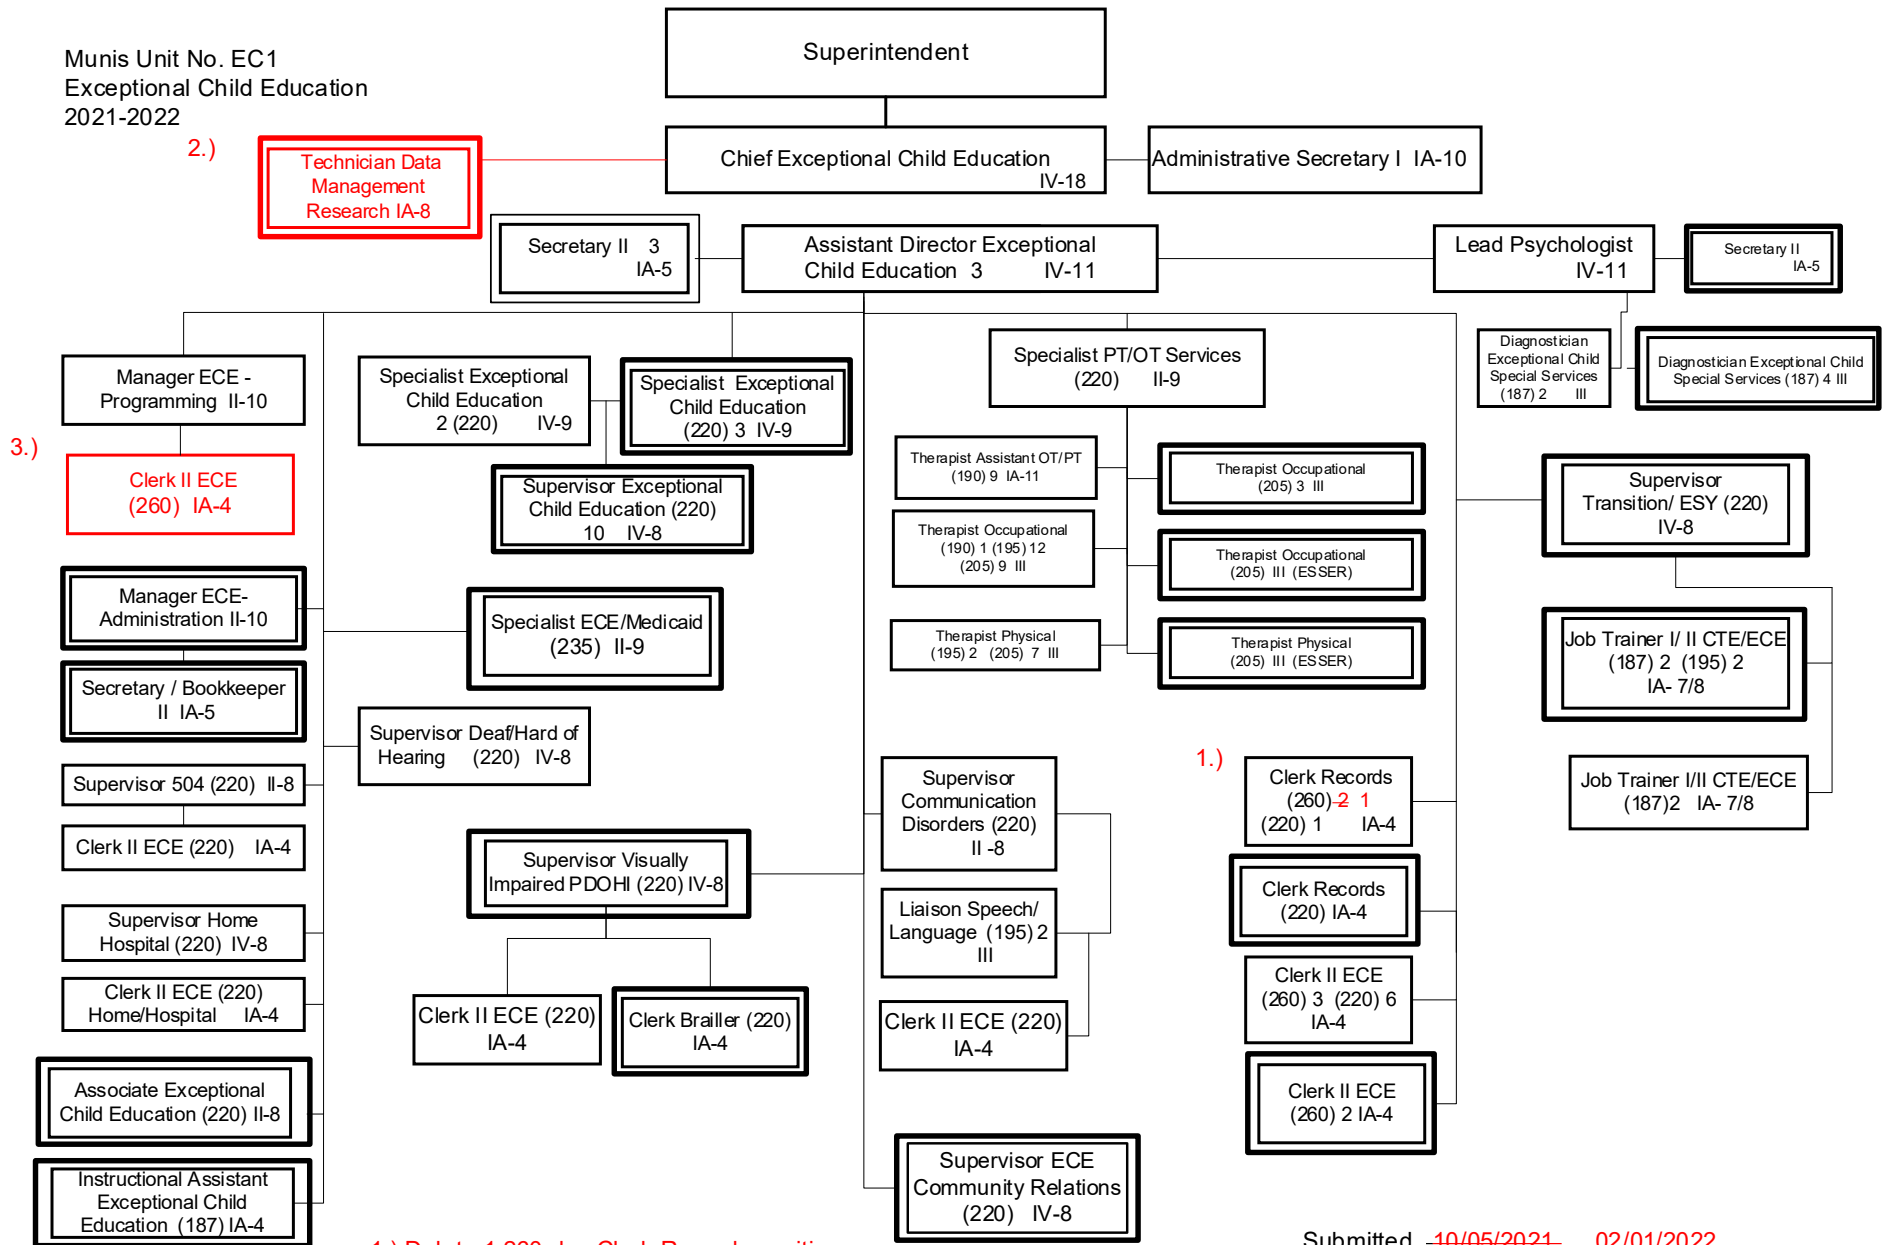 Munis Unit No. EC1
Exceptional Child Education
2021-2022
Superintendent
2.)
Technician Data
Management
Research IA-8
Chief Exceptional Child Education
IV-18
Administrative Secretary I IA-10
Secretary II 3
IA-5
Assistant Director Exceptional
Child Education 3 IV-11
Lead Psychologist
IV-11
Secretary II
IA-5
Manager ECE -
Programming II-10
Specialist Exceptional
Child Education
2 (220) IV-9
Specialist Exceptional
Child Education
(220) 3 IV-9
Supervisor Exceptional
Child Education (220)
10 IV-8
Specialist PT/OT Services
(220) II-9
Diagnostician
Exceptional Child
Special Services
(187) 2 III
Diagnostician Exceptional Child
Special Services (187) 4 III
3.)
Clerk II ECE
(260) IA-4
Therapist Assistant OT/PT
(190) 9 IA-11
Therapist Occupational
(205) 3 III
Therapist Occupational
(190) 1 (195) 12
(205) 9 III
Therapist Occupational
(205) III (ESSER)
Therapist Physical
(195) 2 (205) 7 III
Therapist Physical
(205) III (ESSER)
Supervisor
Transition/ ESY (220)
IV-8
Manager ECE-
Administration II-10
Secretary / Bookkeeper
II IA-5
Specialist ECE/Medicaid
(235) II-9
Job Trainer I/ II CTE/ECE
(187) 2 (195) 2
IA- 7/8
Supervisor Deaf/Hard of
Hearing (220) IV-8
Supervisor 504 (220) II-8
Clerk II ECE (220) IA-4
Supervisor
Communication
Disorders (220)
II -8
1.)
Clerk Records
(260) 2 1
(220) 1 IA-4
Job Trainer I/II CTE/ECE
(187)2 IA- 7/8
Supervisor Visually
Impaired PDOHI (220) IV-8
Clerk Records
(220) IA-4
Supervisor Home
Hospital (220) IV-8
Liaison Speech/
Language (195) 2
III
Clerk II ECE (220)
Home/Hospital IA-4
Clerk II ECE (220)
IA-4
Clerk Brailler (220)
IA-4
Clerk II ECE (220)
IA-4
Clerk II ECE
(260) 3 (220) 6
IA-4
Associate Exceptional
Child Education (220) II-8
Clerk II ECE
(260) 2 IA-4
Instructional Assistant
Exceptional Child
Education (187) IA-4
Supervisor ECE
Community Relations
(220) IV-8
Submitted 10/05/2021 02/01/2022